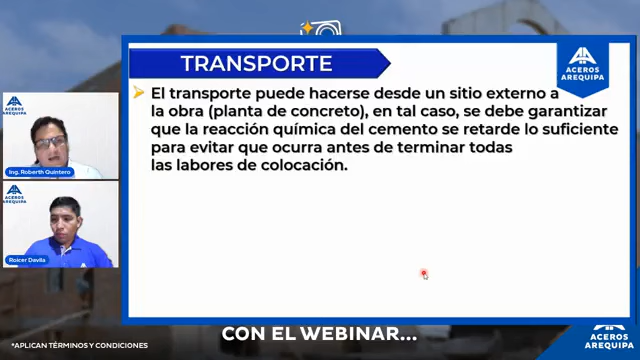 TRANSPORTE
ACEROS
AREQUIPA
El transporte puede hacerse desde un sitio externo a
la obra (planta de concreto), en tal caso, se debe garantizar
que la reacción química del cemento se retarde lo suficiente
para evitar que ocurra antes de terminar todas
las labores de colocación.
ACEROS
AREQUIPA
Ing. Roberth Quintero
ACEROS
AREQUIPA
Roicer Davila
CON EL WEBINAR...
*APLICAN TÉRMINOS Y CONDICIONES
ACEROS
AREQUIPA